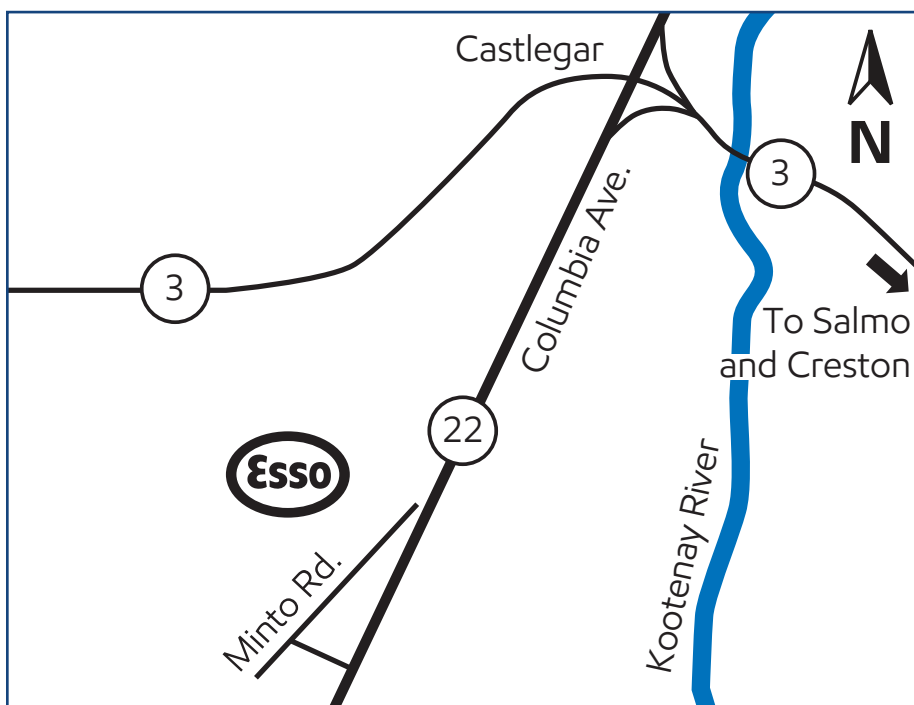 Castlegar
N
3
3
Columbia Ave.
To Salmo
and Creston
22
Esso
Kootenay River
Minto Rd.